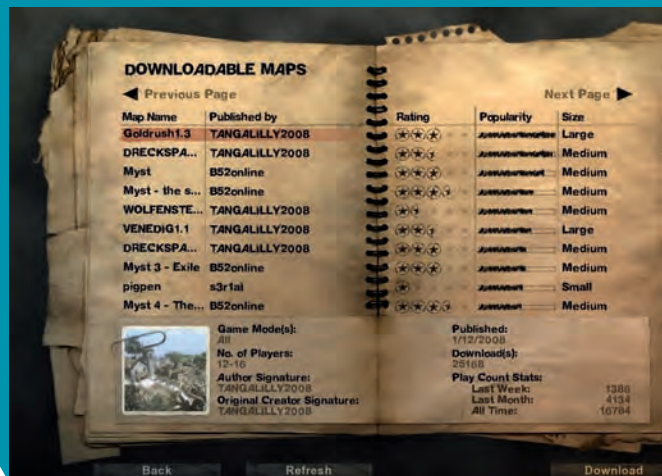 DOWNLOADABLE MAPS
Previous Page Next Page
Map Name Published by Rating Popularity Size
Goldrush1.3 TANGALILLY2008 Large
DRECKSPA... TANGALILLY2008 Medium
Myst B52online Medium
Myst - the s... B52online Medium
WOLFENSTE... TANGALILLY2008 Medium
VENEDiG1.1 TANGALILLY2008 Large
DRECKSPA... TANGALILLY2008 Medium
Myst 3 - Exile B52online Medium
pigpen s3r1ai Small
Myst 4 - The... B52online Medium
Game Mode(s): Published:
All 1/12/2008
No. of Players: Download(s):
12-16 25168
Author Signature: Play Count Stats:
TANGALILLY2008 Last Week: 1388
Original Creator Signature: Last Month: 4134
TANGALILLY2008 All Time: 16784
Back Refresh Download